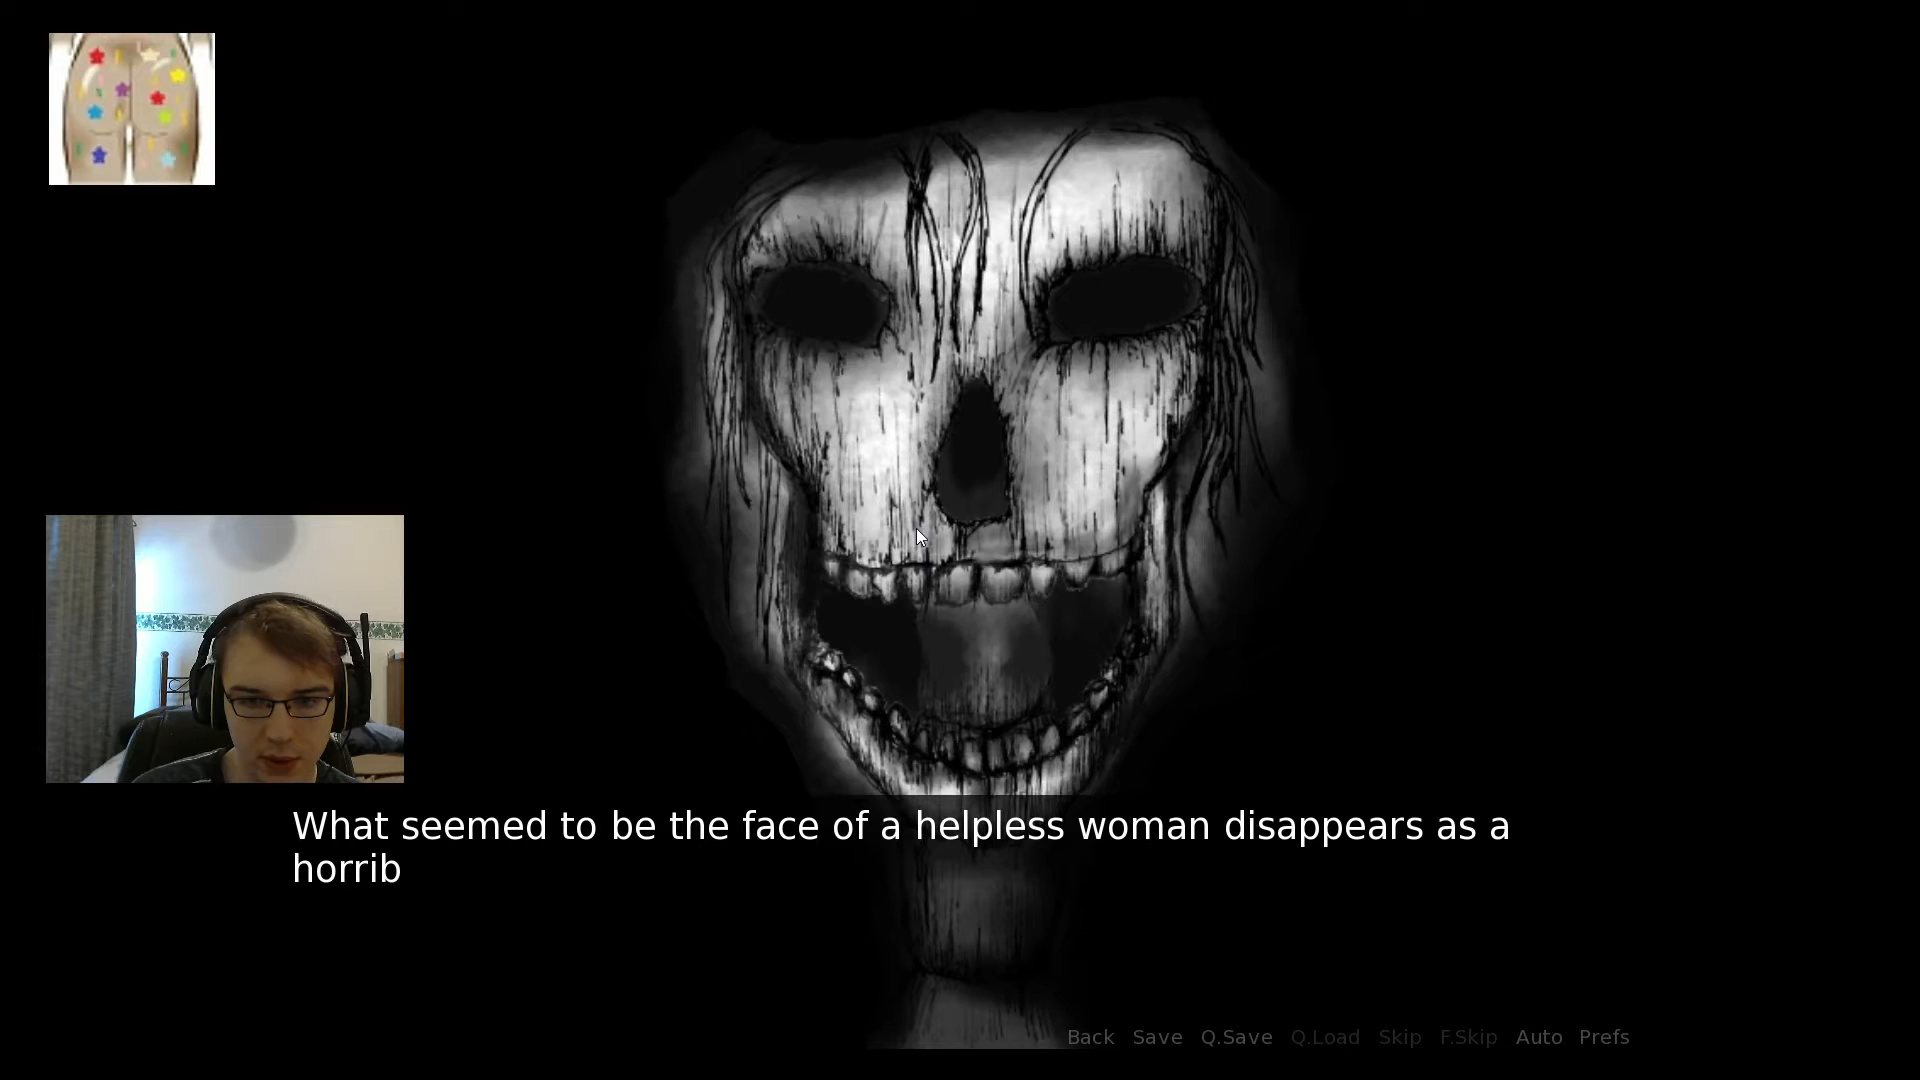 What seemed to be the face of a helpless woman disappears as a
horrib
Back Save Q.Save Q.Load Skip F.Skip Auto Prefs